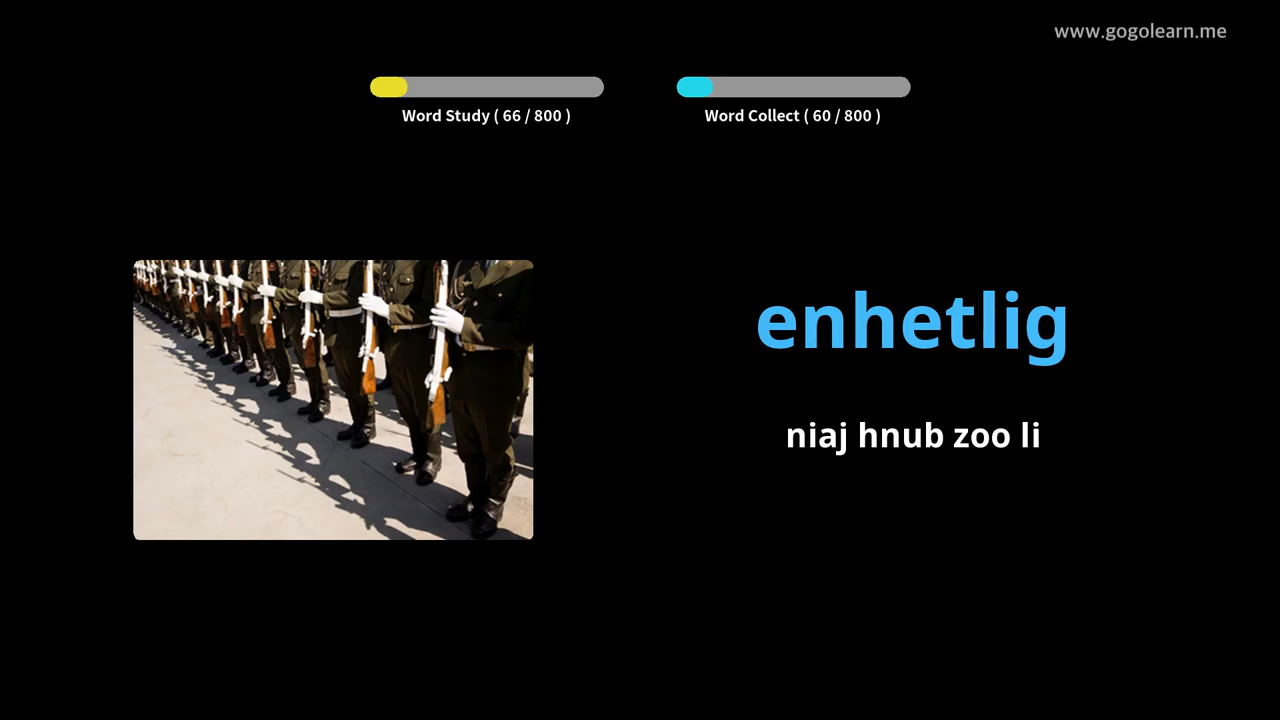 www.gogolearn.me
Word Study ( 66 / 800 )
Word Collect ( 60 / 800 )
enhetlig
niaj hnub zoo li